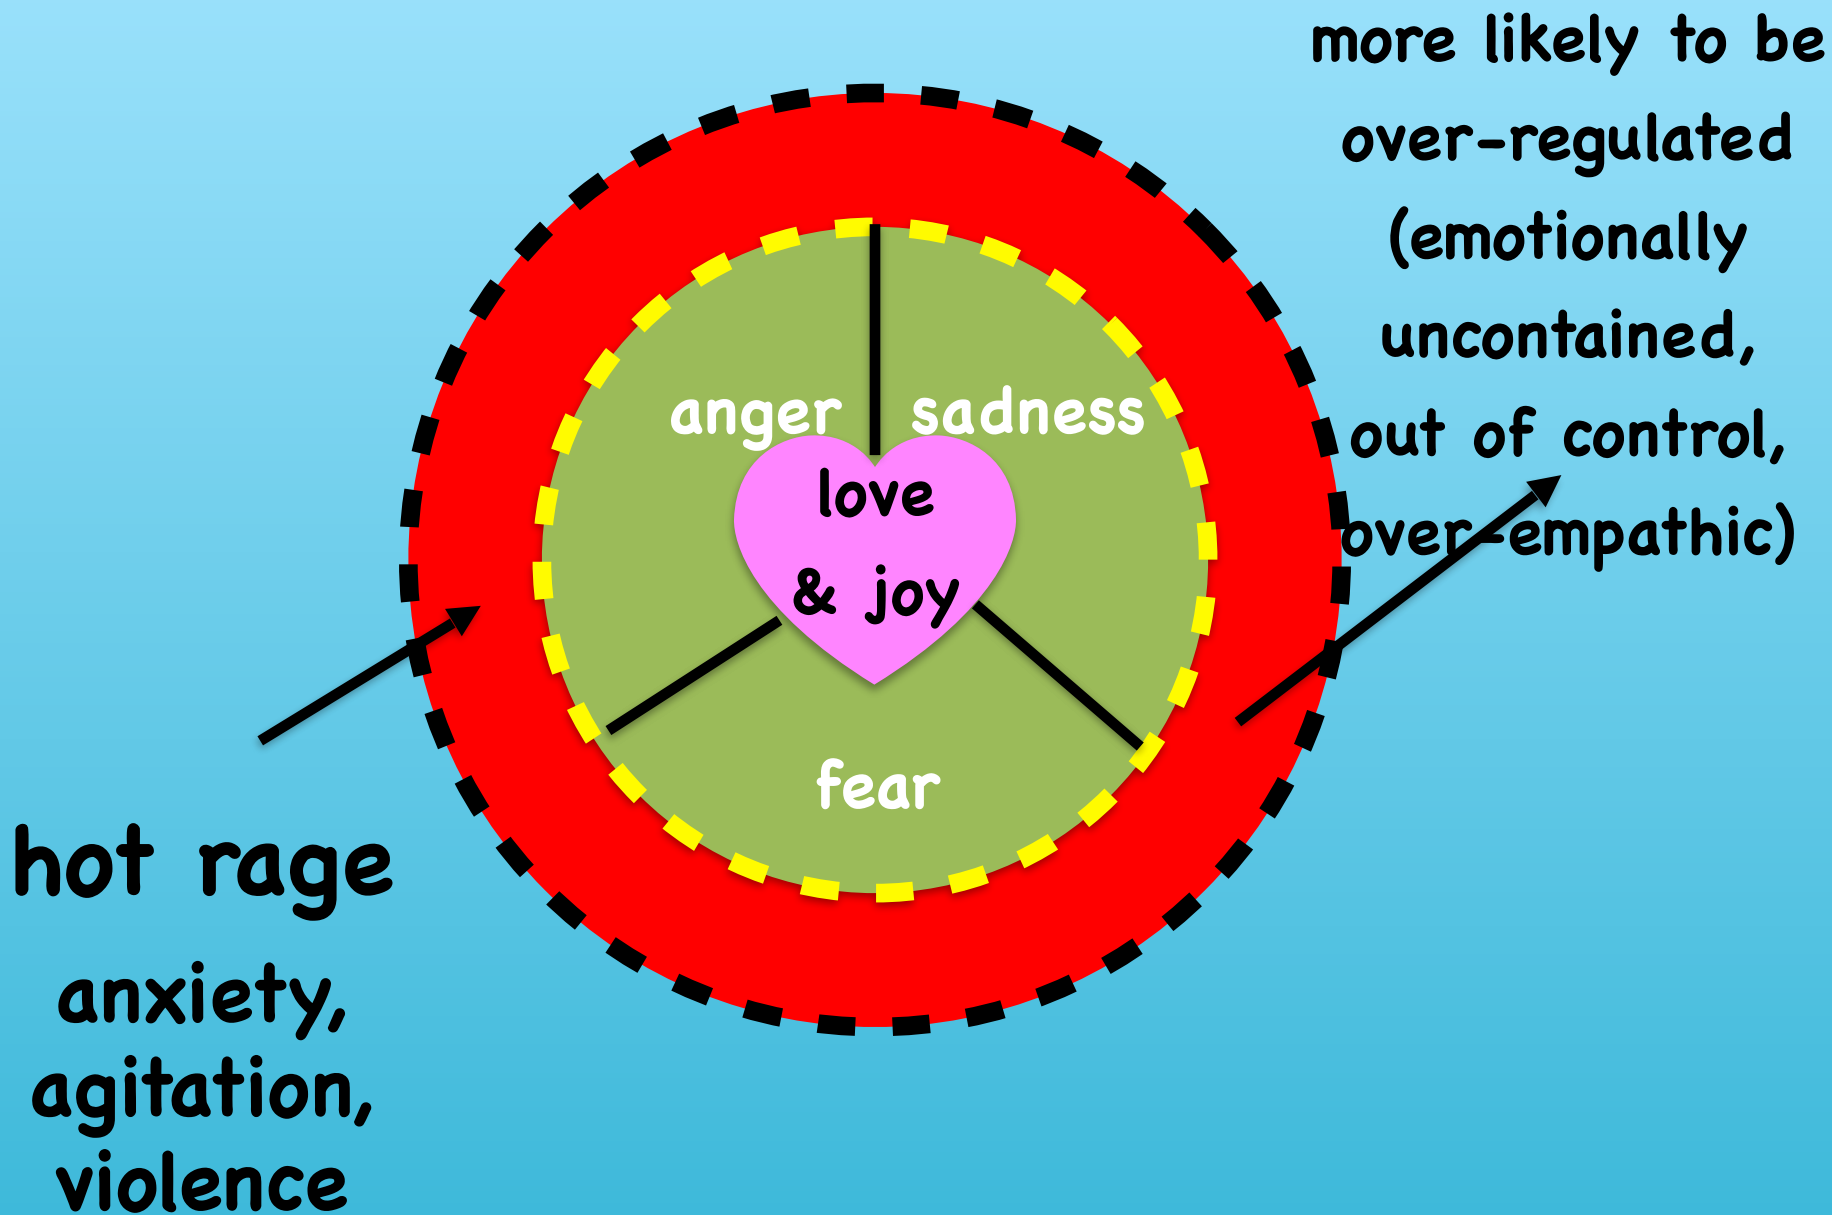 more likely to be
over-regulated
(emotionally
uncontained,
out of control,
over-empathic)
anger sadness
love
& joy
fear
hot rage
anxiety,
agitation,
violence